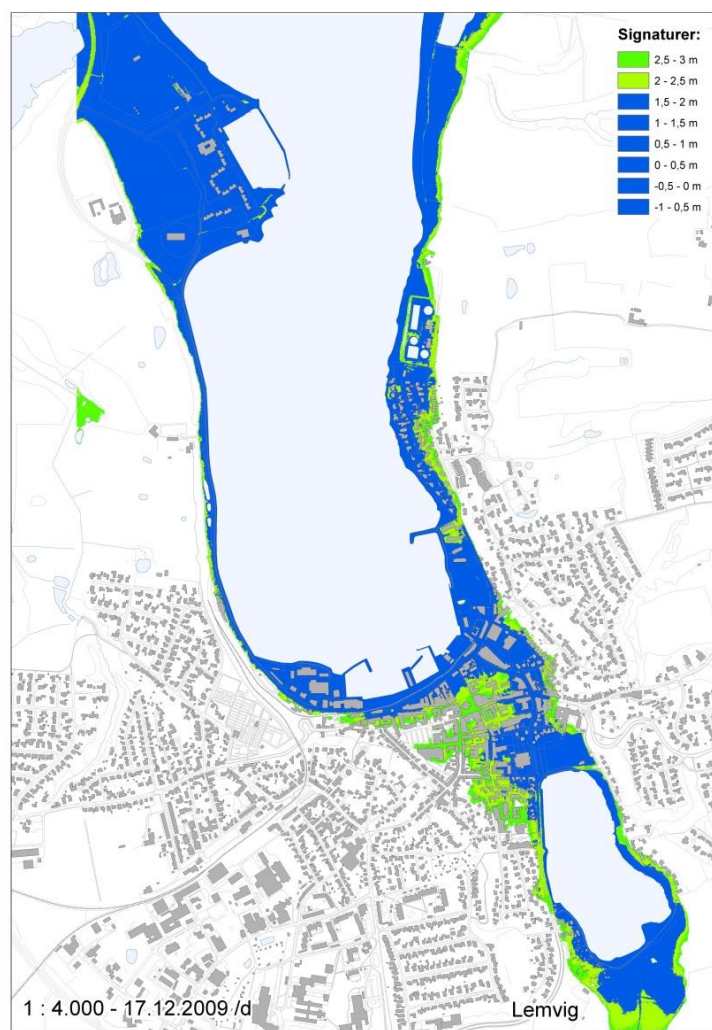 Signaturer:
2,5 - 3 m
2 - 2,5 m
1,5 - 2 m
1 - 1,5 m
0,5 - 1 m
0 - 0,5 m
-0,5 - 0 m
-1 - 0,5 m
1 : 4.000 - 17.12.2009 /d
Lemvig